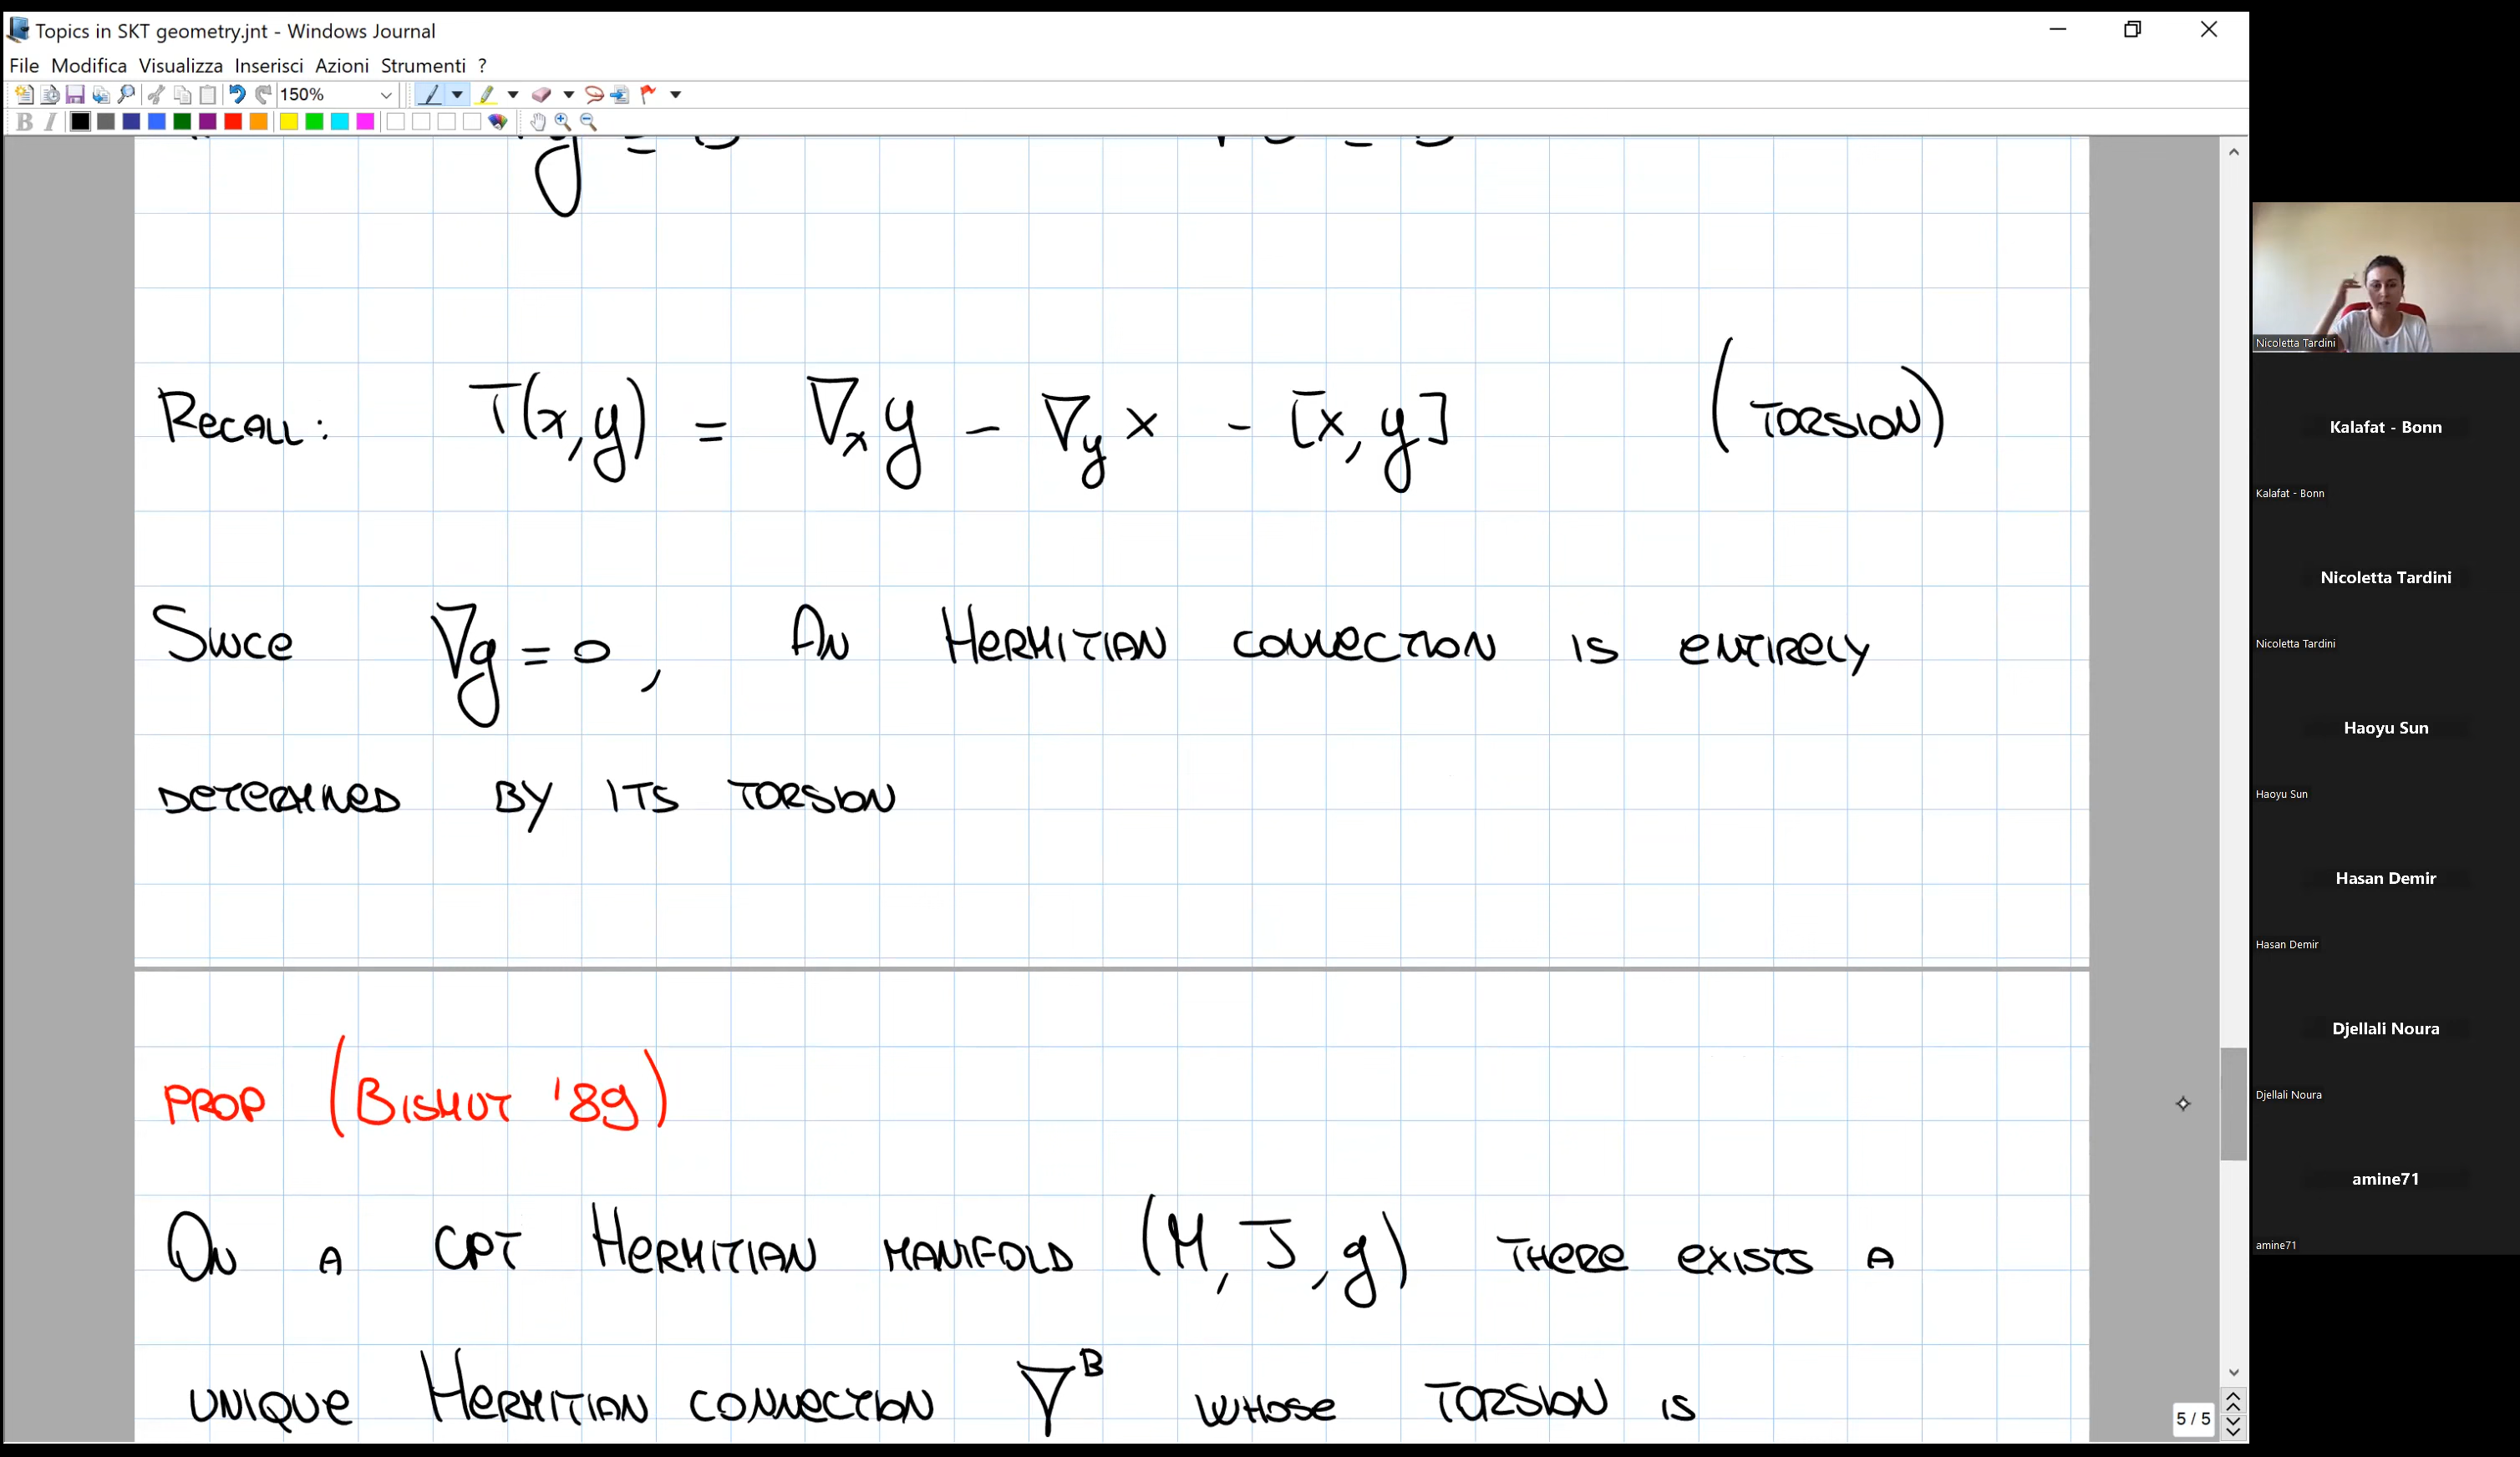 Topics in SKT geometry.jnt - Windows Journal
File Modifica Visualizza Inserisci Azioni Strumenti ?
150%
B I
g = 0
= 0
RECALL: T(x,y) = ∇ₓy − ∇ᵧx - [x,y] (TORSION)
SINCE ∇g = 0, AN HERMITIAN CONNECTION IS ENTIRELY
DETERMINED BY ITS TORSION
PROP (BISMUT '89)
ON A CPT HERMITIAN MANIFOLD (M, J, g) THERE EXISTS A
UNIQUE HERMITIAN CONNECTION ∇ᴮ WHOSE TORSION IS
5 / 5
Nicoletta Tardini
Kalafat - Bonn
Kalafat - Bonn
Nicoletta Tardini
Nicoletta Tardini
Haoyu Sun
Haoyu Sun
Hasan Demir
Hasan Demir
Djellali Noura
Djellali Noura
amine71
amine71